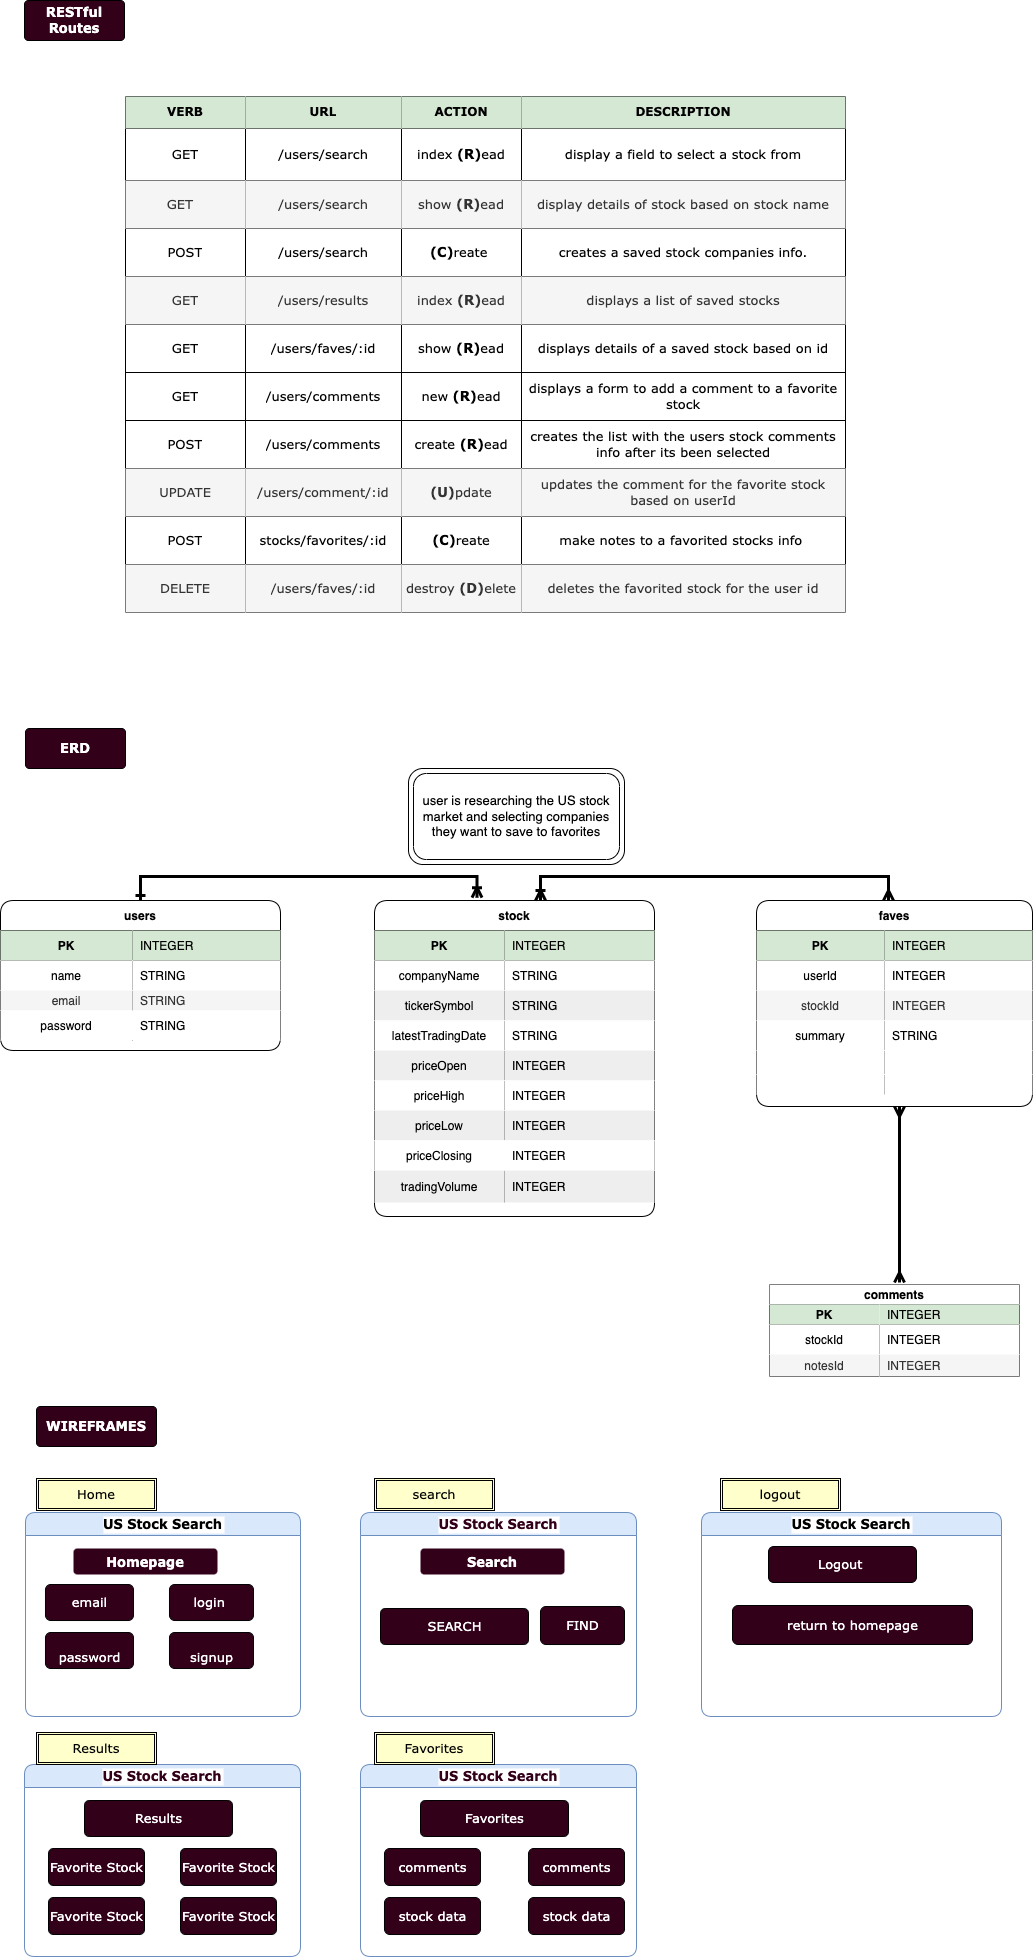 RESTful
Routes
VERB URL ACTION DESCRIPTION
GET /users/search index (R)ead display a field to select a stock from
GET /users/search show (R)ead display details of stock based on stock name
POST /users/search (C)reate creates a saved stock companies info.
GET /users/results index (R)ead displays a list of saved stocks
GET /users/faves/:id show (R)ead displays details of a saved stock based on id
GET /users/comments new (R)ead displays a form to add a comment to a favorite
stock
POST /users/comments create (R)ead creates the list with the users stock comments
info after its been selected
UPDATE /users/comment/:id (U)pdate updates the comment for the favorite stock
based on userId
POST stocks/favorites/:id (C)reate make notes to a favorited stocks info
DELETE /users/faves/:id destroy (D)elete deletes the favorited stock for the user id
ERD
user is researching the US stock
market and selecting companies
they want to save to favorites
users
PK INTEGER
name STRING
email STRING
password STRING
stock
PK INTEGER
companyName STRING
tickerSymbol STRING
latestTradingDate STRING
priceOpen INTEGER
priceHigh INTEGER
priceLow INTEGER
priceClosing INTEGER
tradingVolume INTEGER
faves
PK INTEGER
userId INTEGER
stockId INTEGER
summary STRING
comments
PK INTEGER
stockId INTEGER
notesId INTEGER
WIREFRAMES
Home
US Stock Search
Homepage
email login
password signup
search
US Stock Search
Search
SEARCH FIND
logout
US Stock Search
Logout
return to homepage
Results
US Stock Search
Results
Favorite Stock Favorite Stock
Favorite Stock Favorite Stock
Favorites
US Stock Search
Favorites
comments comments
stock data stock data